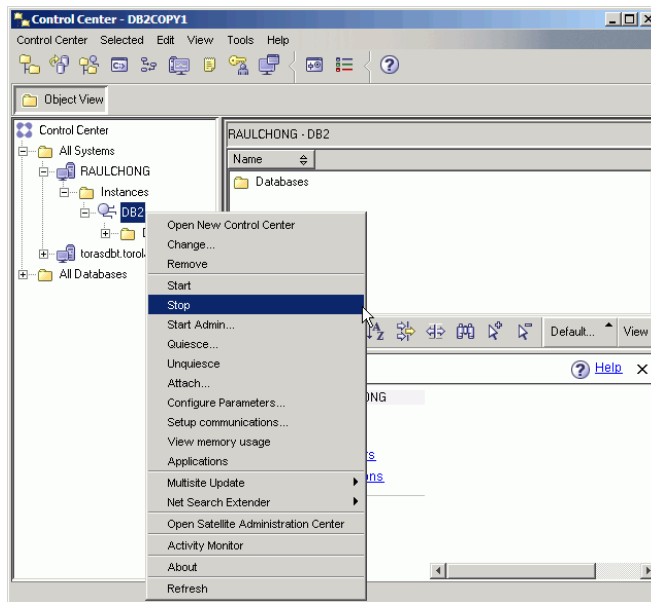 Control Center - DB2COPY1
Control Center Selected Edit View Tools Help
Object View
Control Center
All Systems
RAULCHONG
Instances
DB2
torasdbt.torol
All Databases
RAULCHONG - DB2
Name
Databases
Open New Control Center
Change...
Remove
Start
Stop
Start Admin...
Quiesce...
Unquiesce
Attach...
Configure Parameters...
Setup communications...
View memory usage
Applications
Multisite Update
Net Search Extender
Open Satellite Administration Center
Activity Monitor
About
Refresh
Default... View
Help